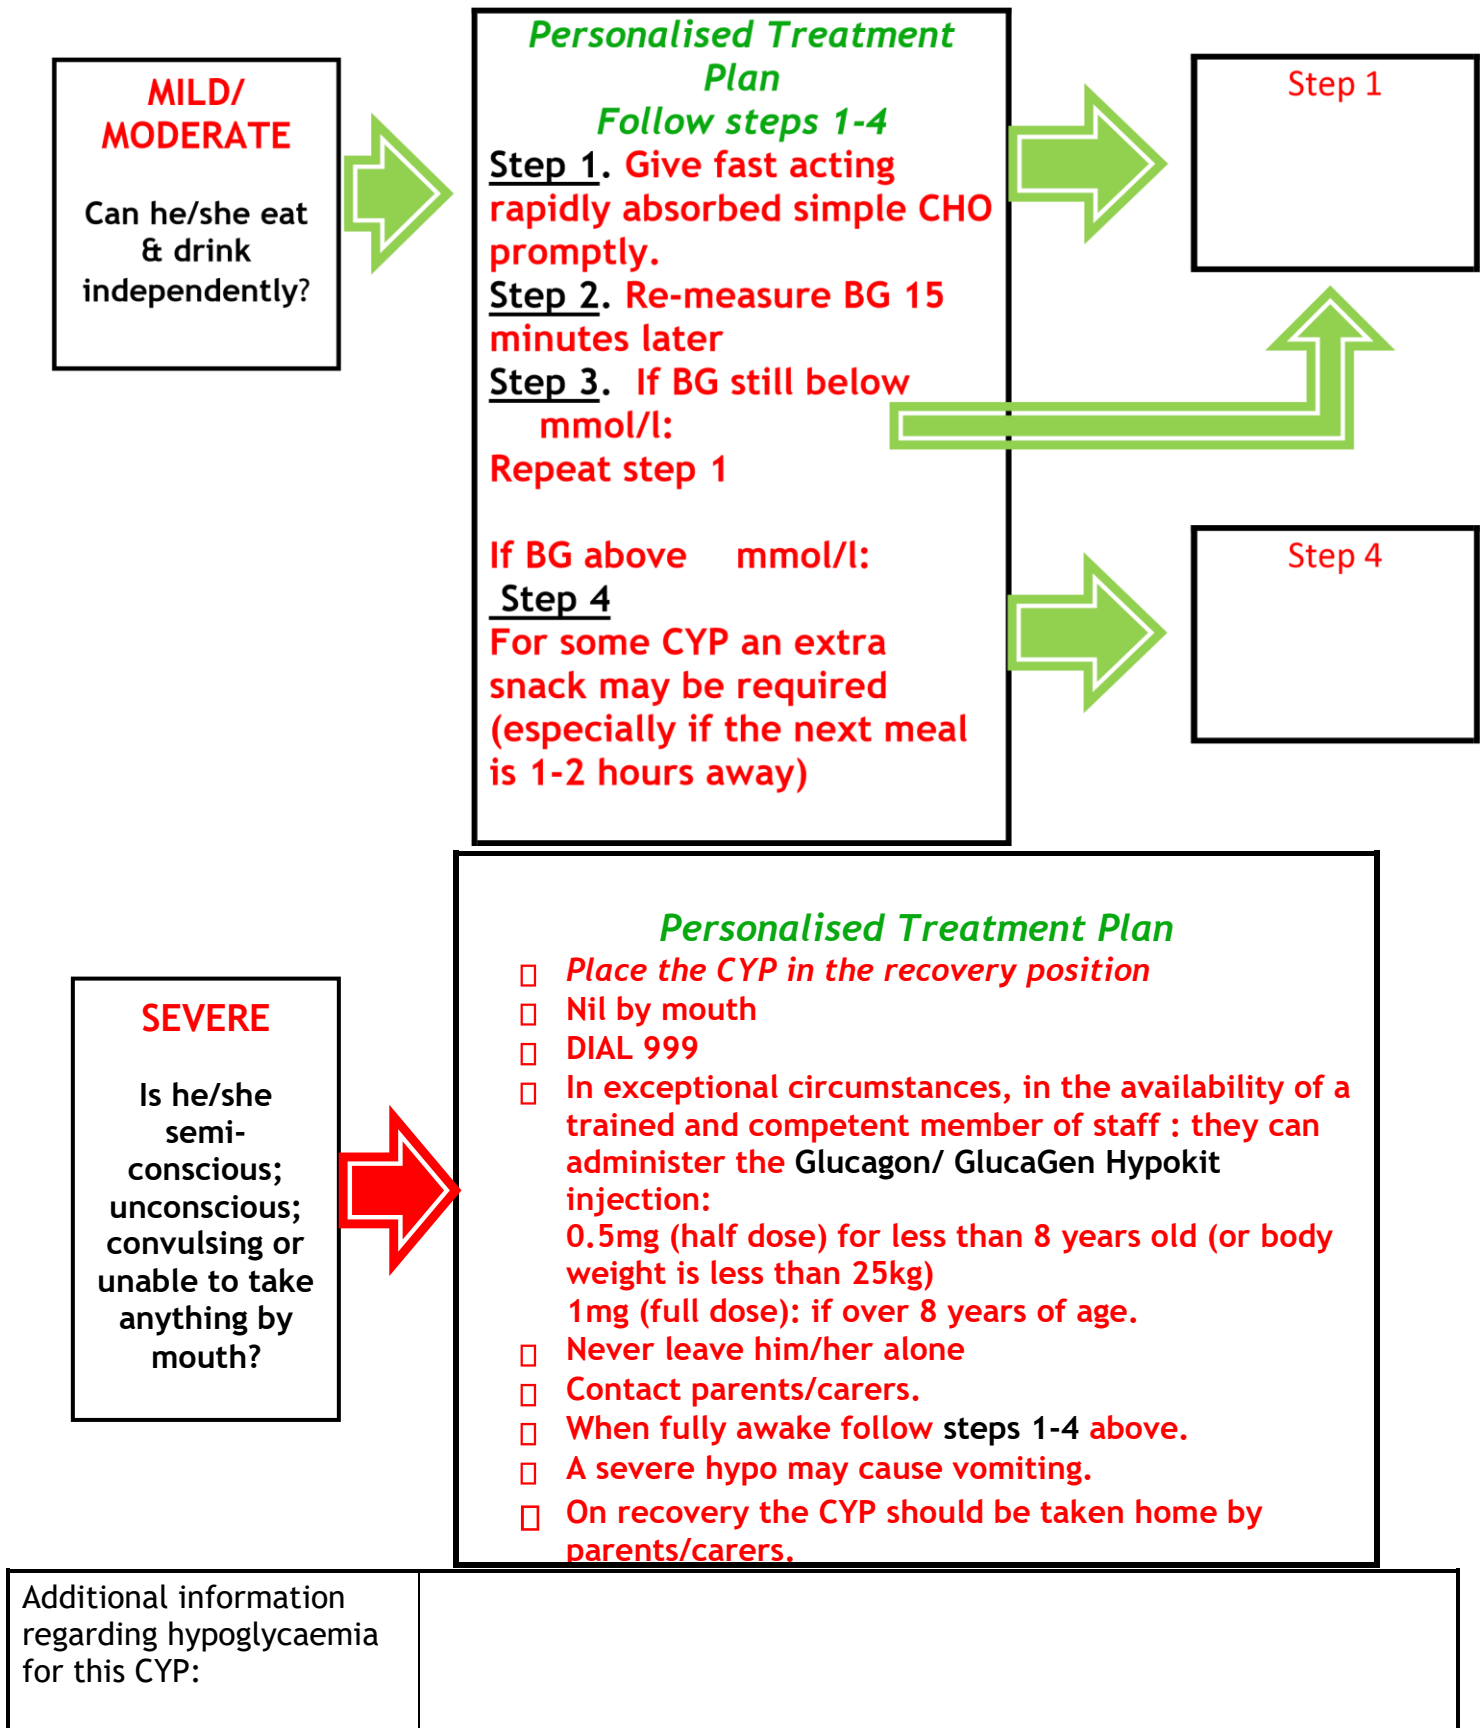 MILD/
MODERATE
Can he/she eat
& drink
independently?
Personalised Treatment
Plan
Follow steps 1-4
Step 1. Give fast acting
rapidly absorbed simple CHO
promptly.
Step 2. Re-measure BG 15
minutes later
Step 3. If BG still below
mmol/l:
Repeat step 1
If BG above mmol/l:
Step 4
For some CYP an extra
snack may be required
(especially if the next meal
is 1-2 hours away)
Step 1
Step 4
SEVERE
Is he/she
semi-
conscious;
unconscious;
convulsing or
unable to take
anything by
mouth?
Personalised Treatment Plan
Place the CYP in the recovery position
Nil by mouth
DIAL 999
In exceptional circumstances, in the availability of a
trained and competent member of staff : they can
administer the Glucagon/ GlucaGen Hypokit
injection:
0.5mg (half dose) for less than 8 years old (or body
weight is less than 25kg)
1mg (full dose): if over 8 years of age.
Never leave him/her alone
Contact parents/carers.
When fully awake follow steps 1-4 above.
A severe hypo may cause vomiting.
On recovery the CYP should be taken home by
parents/carers.
Additional information
regarding hypoglycaemia
for this CYP: